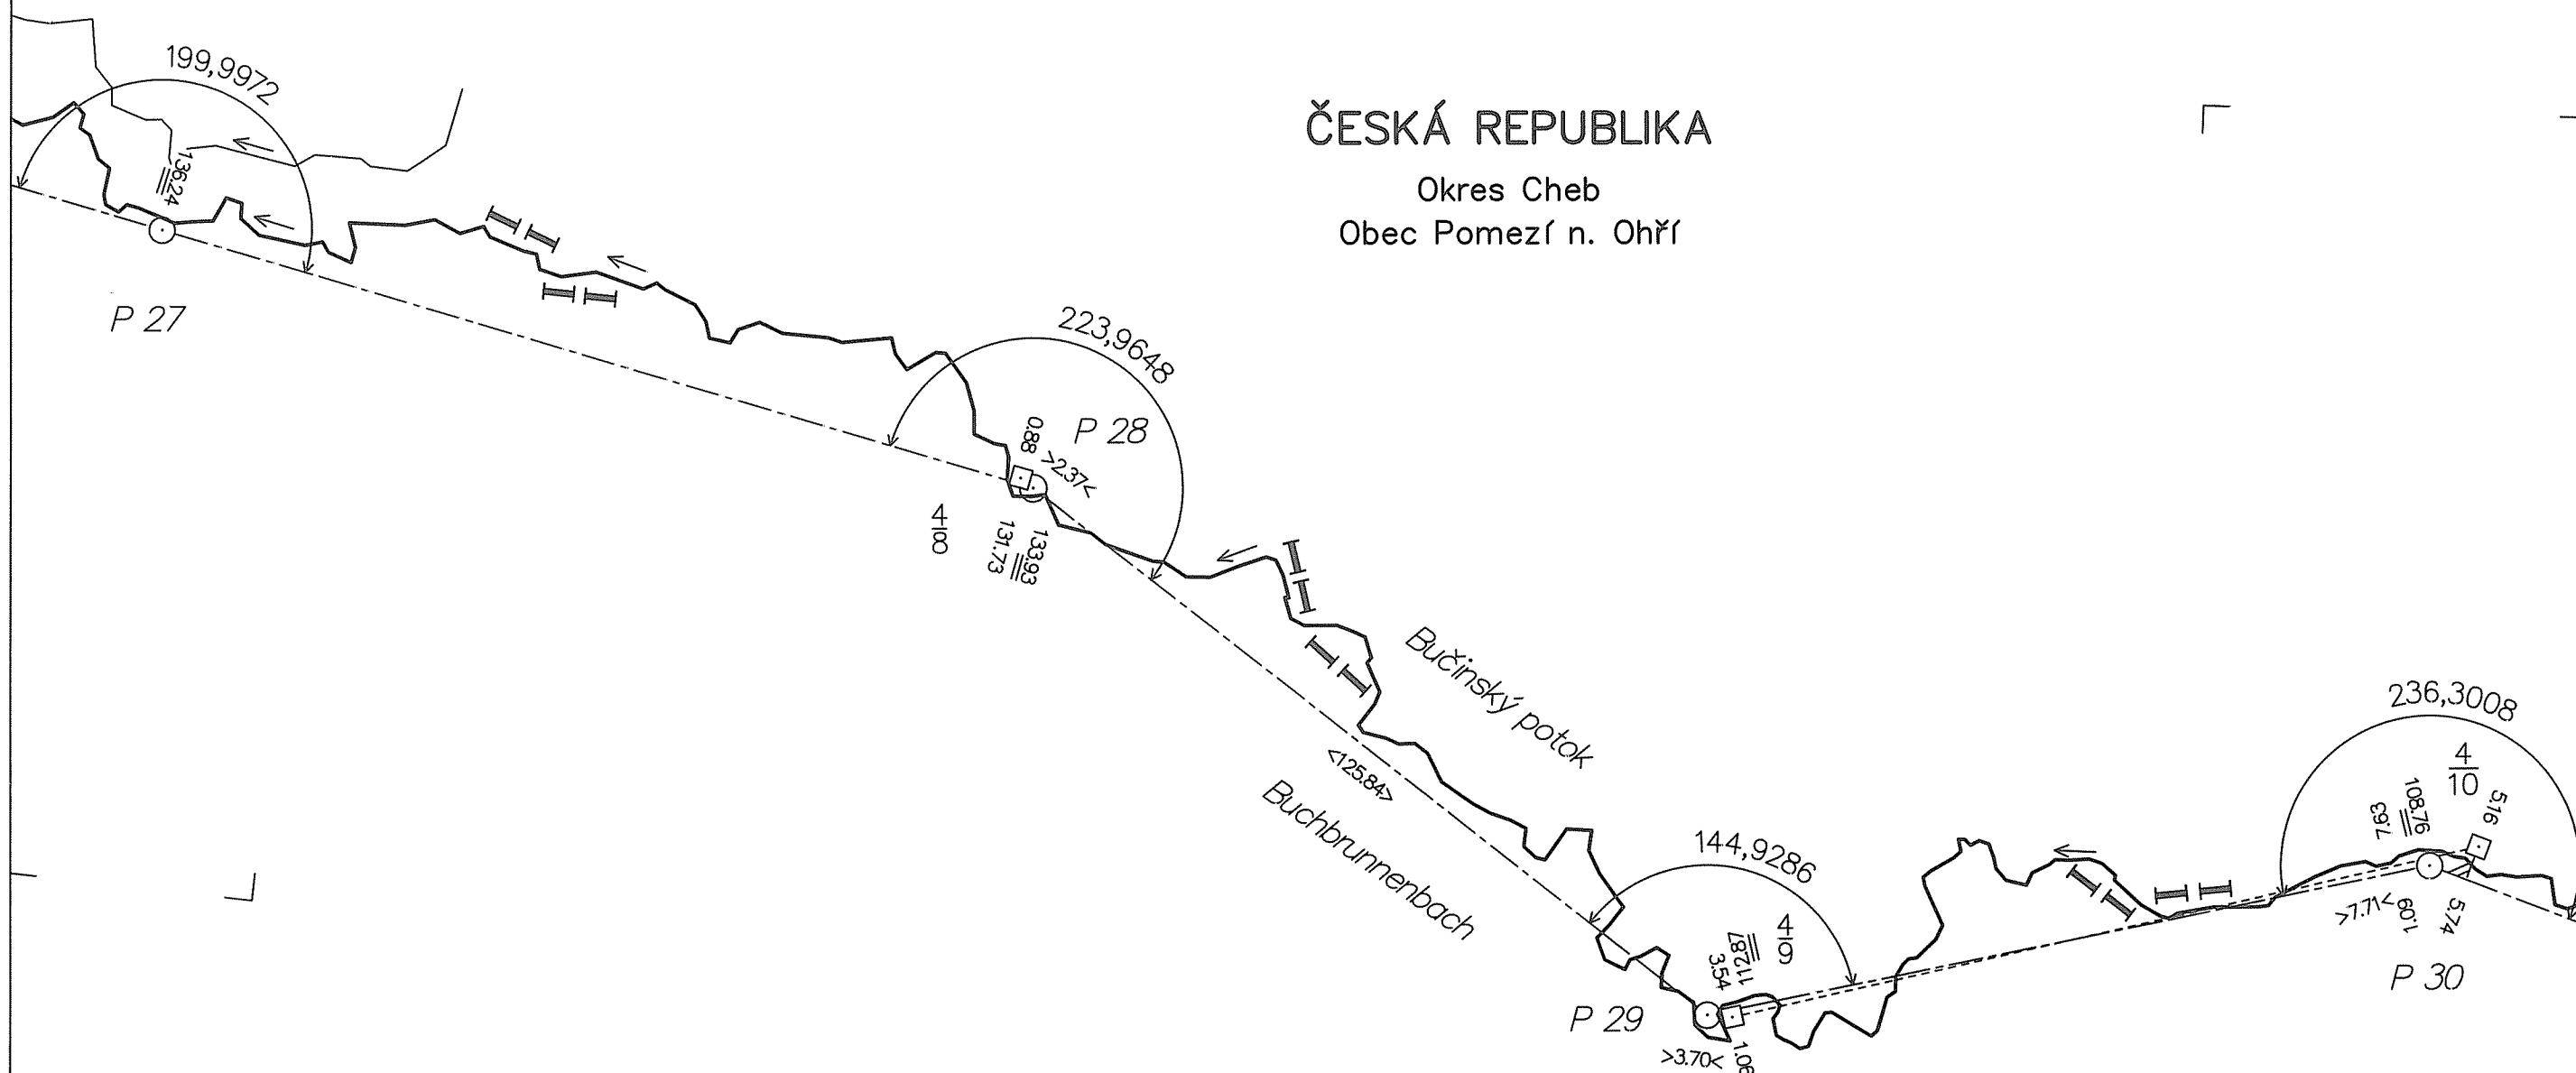 199,9972
136.24
P 27
ČESKÁ REPUBLIKA
Okres Cheb
Obec Pomezí n. Ohří
223,9648
P 28
0.88
>2.37<
4
8
133.93
131.73
Bučinský potok
<125.84>
Buchbrunnenbach
144,9286
4
9
112.87
3.54
P 29
>3.70<
236,3008
4
10
5.16
108.76
7.63
>7.71<
1.09
5.74
P 30